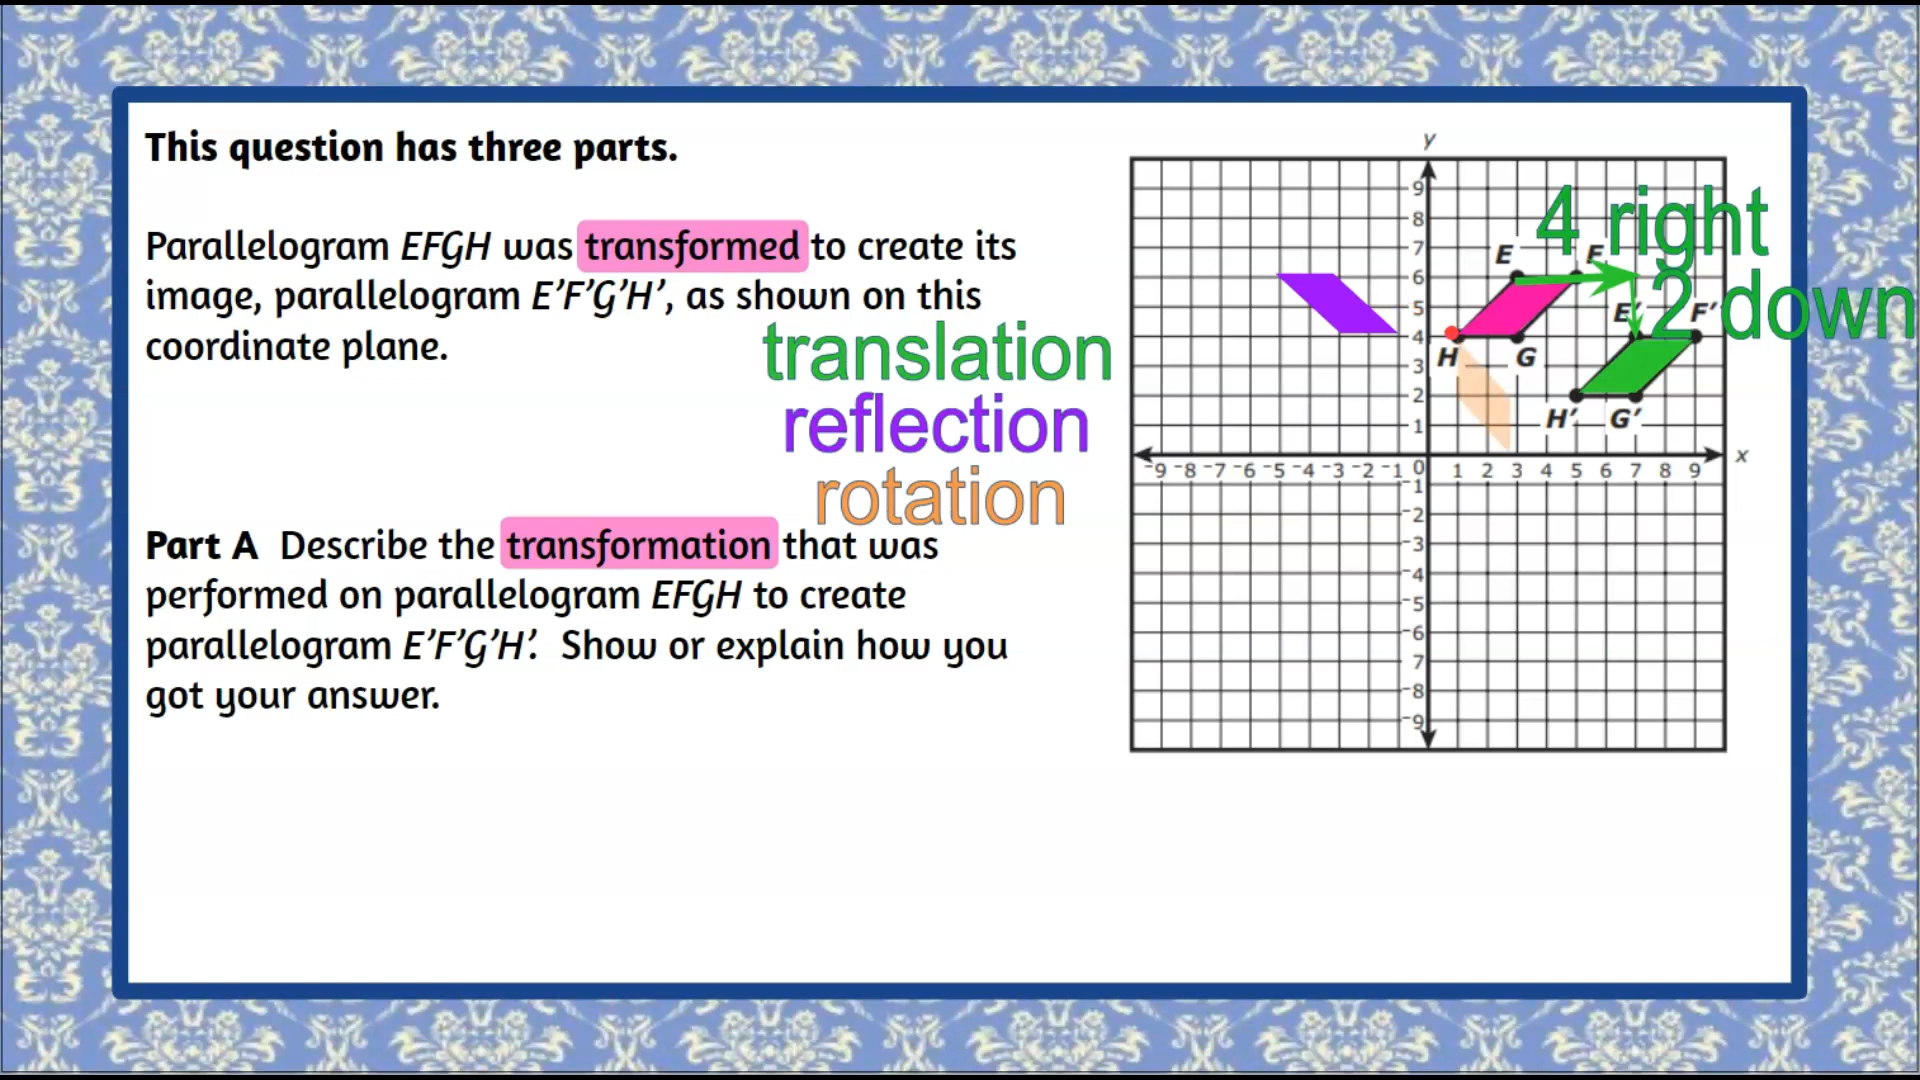 This question has three parts.
Parallelogram EFGH was transformed to create its
image, parallelogram E’F’G’H’, as shown on this
coordinate plane.
translation
reflection
rotation
Part A Describe the transformation that was
performed on parallelogram EFGH to create
parallelogram E’F’G’H’. Show or explain how you
got your answer.
y
9
8
7
6
5
4
3
2
1
4 right
2 down
E F
E′ F′
H G
H′ G′
-9 -8 -7 -6 -5 -4 -3 -2 -1 0 1 2 3 4 5 6 7 8 9 x
-1
-2
-3
-4
-5
-6
-7
-8
-9